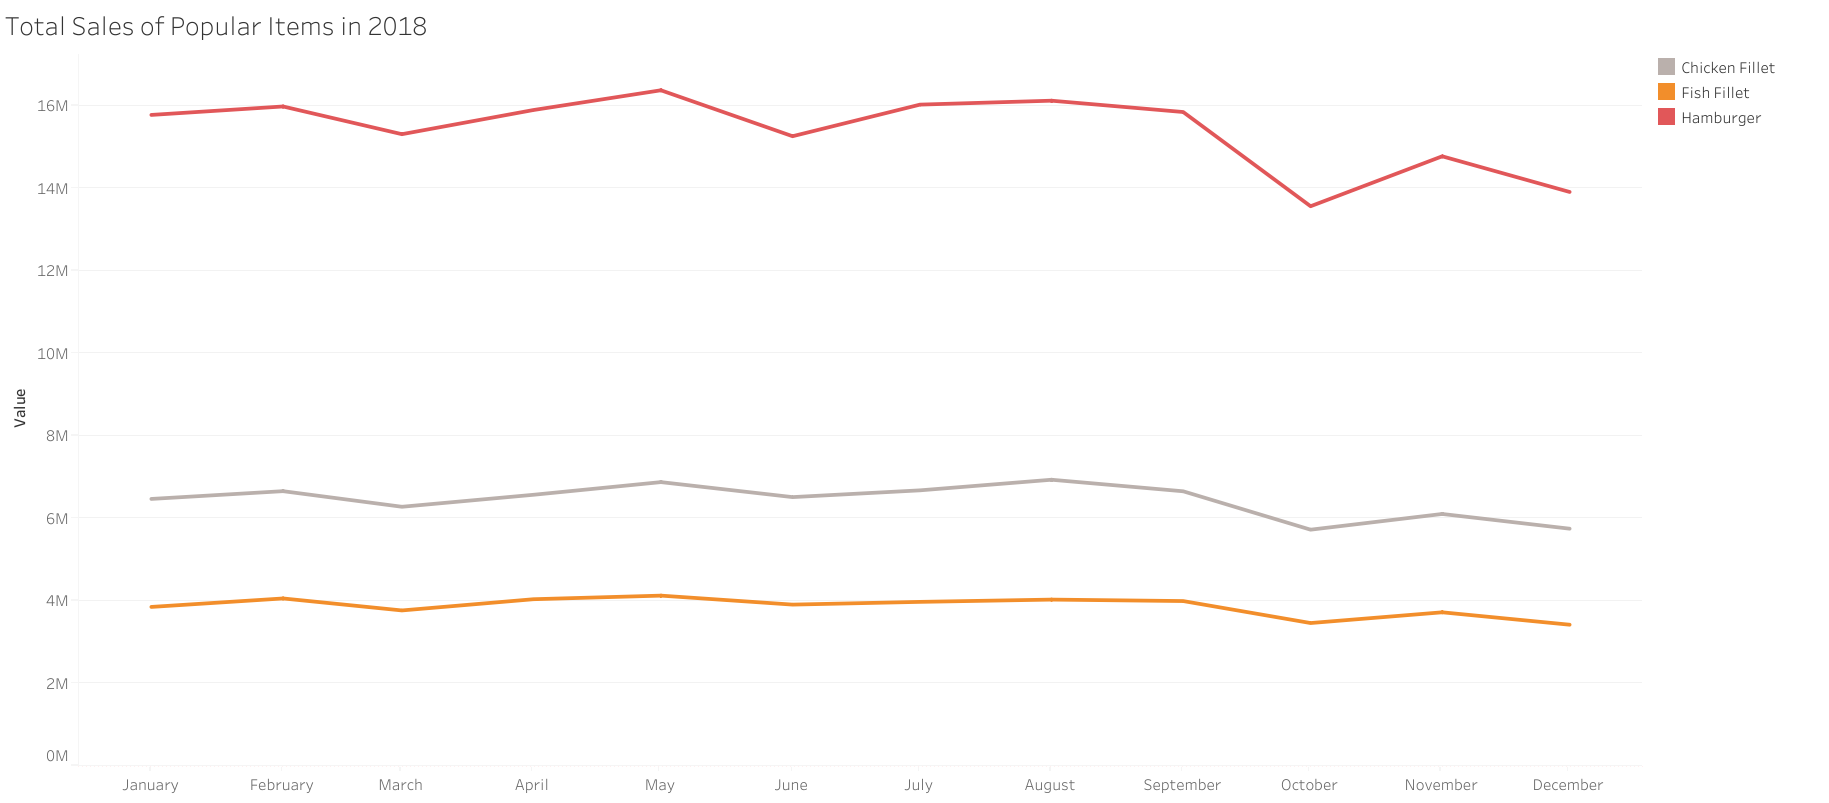 Total Sales of Popular Items in 2018
Chicken Fillet
Fish Fillet
Hamburger
16M
14M
12M
10M
8M
6M
4M
2M
0M
Value
January February March April May June July August September October November December